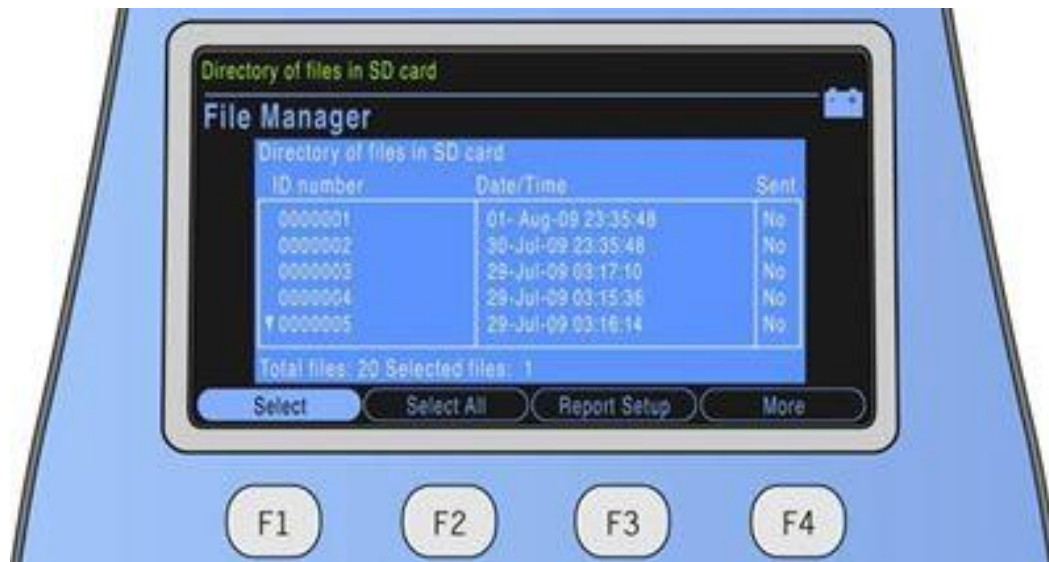 Directory of files in SD card
File Manager
Directory of files in SD card
ID number Date/Time Sent
0000001 01- Aug-09 23:35:48 No
0000002 30-Jul-09 23:35:48 No
0000003 29-Jul-09 03:17:10 No
0000004 29-Jul-09 03:15:36 No
0000005 29-Jul-09 03:16:14 No
Total files: 20 Selected files: 1
Select Select All Report Setup More
F1 F2 F3 F4